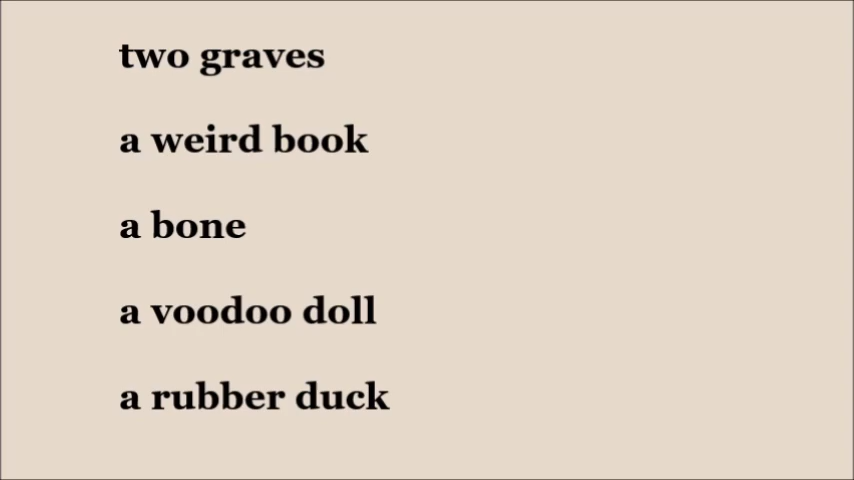 two graves
a weird book
a bone
a voodoo doll
a rubber duck